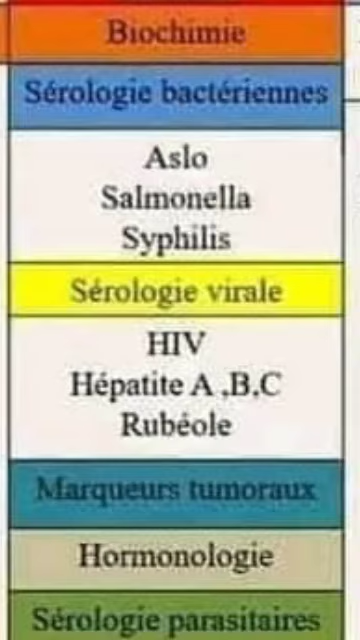 Biochimie
Sérologie bactériennes
Aslo
Salmonella
Syphilis
Sérologie virale
HIV
Hépatite A ,B,C
Rubéole
Marqueurs tumoraux
Hormonologie
Sérologie parasitaires